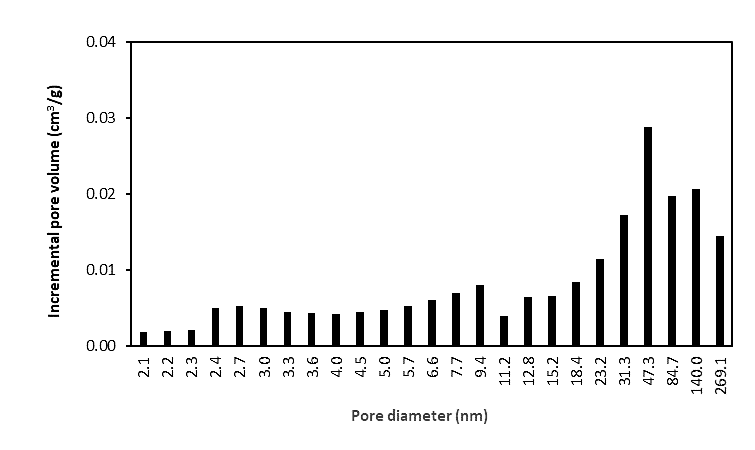 0.04
0.03
0.02
0.01
0.00
Incremental pore volume (cm³/g)
2.1 2.2 2.3 2.4 2.7 3.0 3.3 3.6 4.0 4.5 5.0 5.7 6.6 7.7 9.4 11.2 12.8 15.2 18.4 23.2 31.3 47.3 84.7 140.0 269.1
Pore diameter (nm)